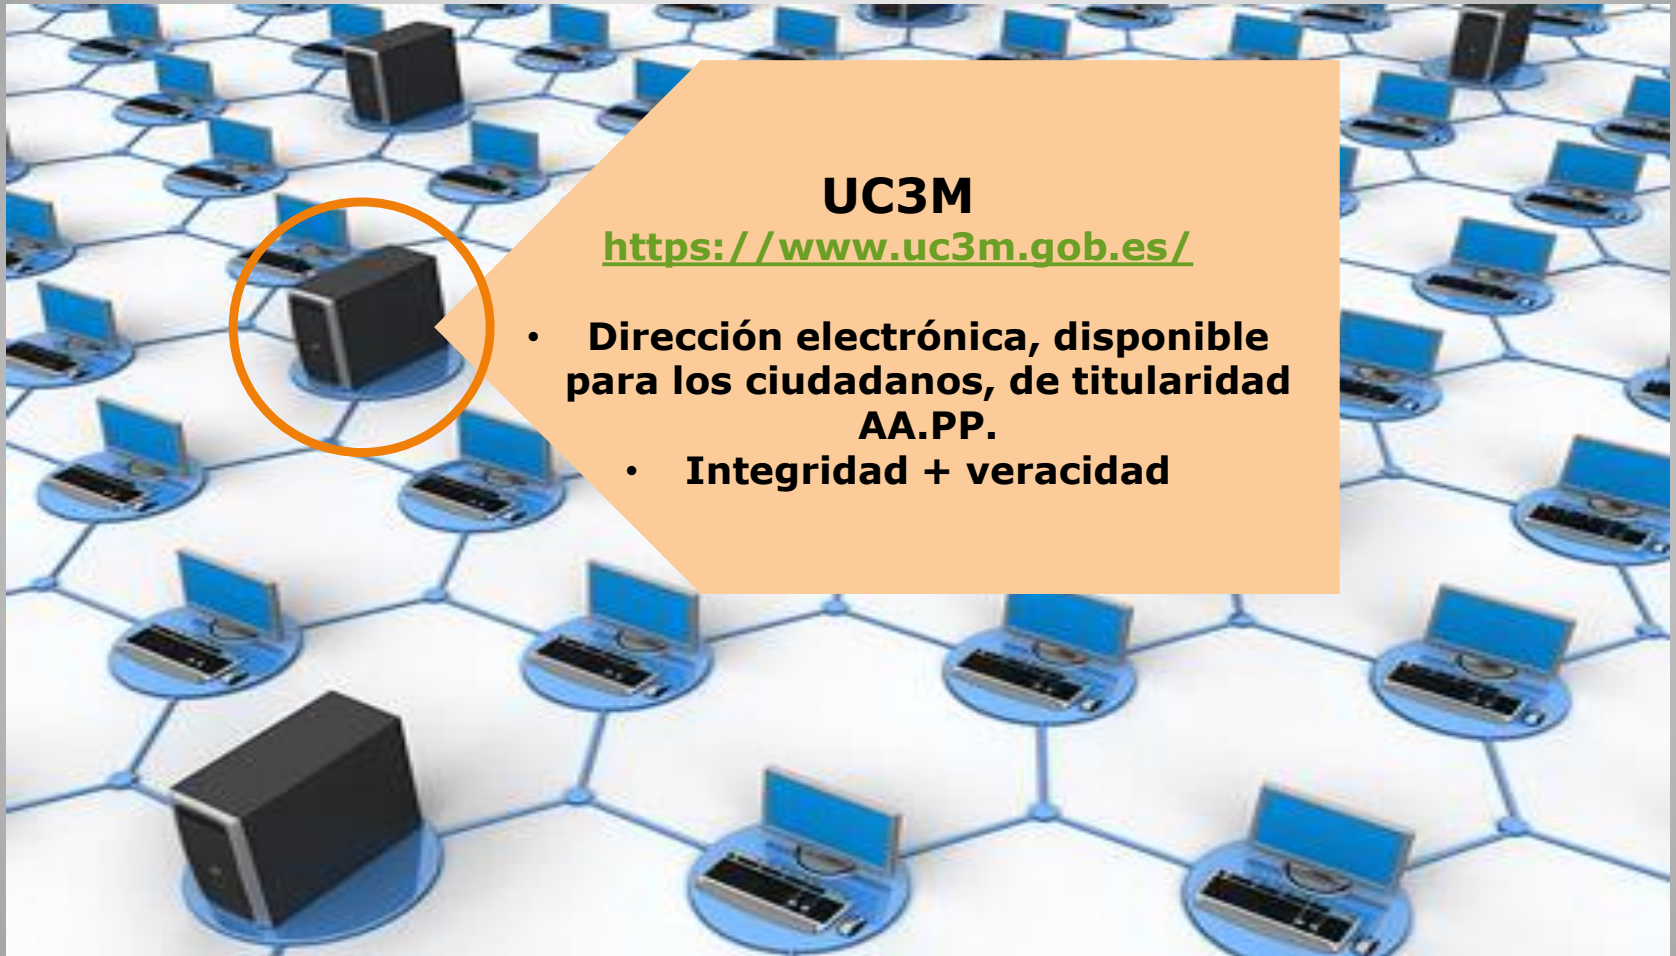 UC3M
https://www.uc3m.gob.es/
• Dirección electrónica, disponible
para los ciudadanos, de titularidad
AA.PP.
• Integridad + veracidad